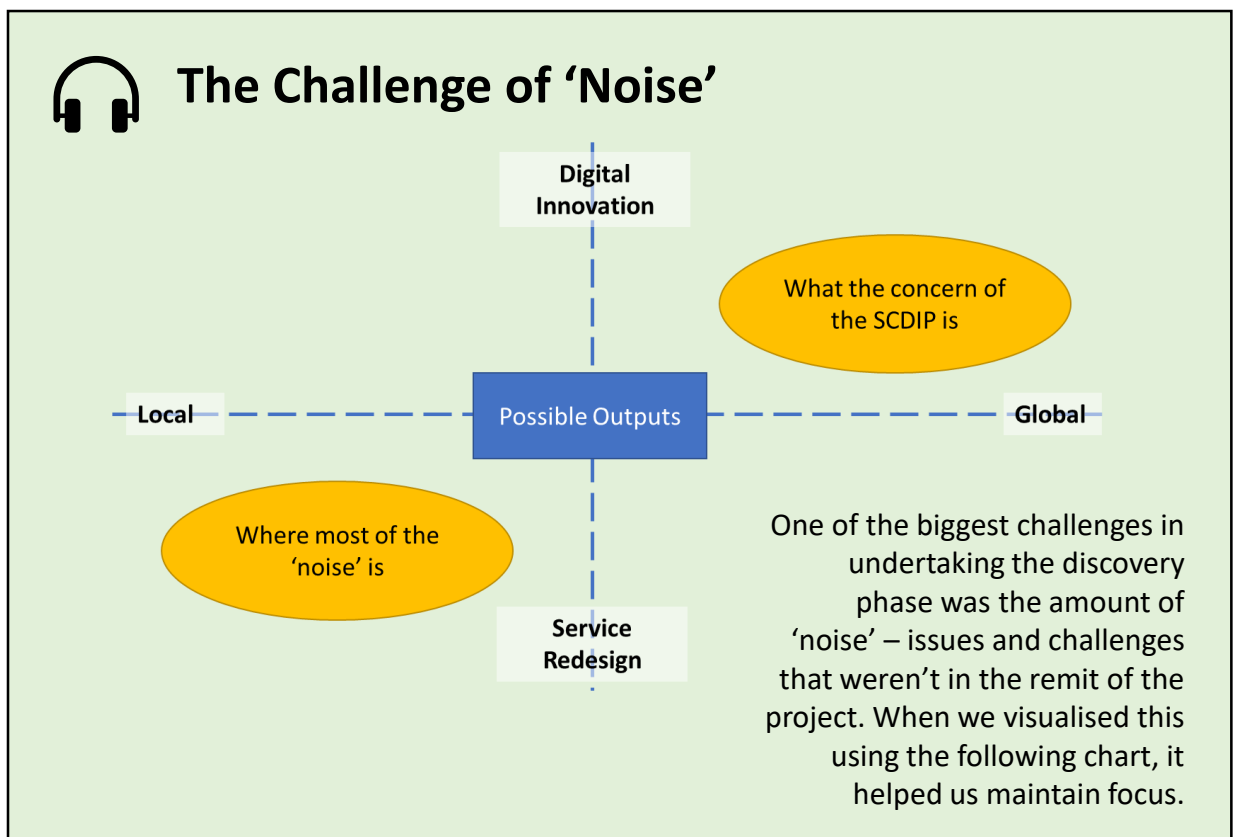 The Challenge of ‘Noise’
Digital
Innovation
What the concern of
the SCDIP is
Local
Possible Outputs
Global
Where most of the
‘noise’ is
Service
Redesign
One of the biggest challenges in
undertaking the discovery
phase was the amount of
‘noise’ – issues and challenges
that weren’t in the remit of the
project. When we visualised this
using the following chart, it
helped us maintain focus.